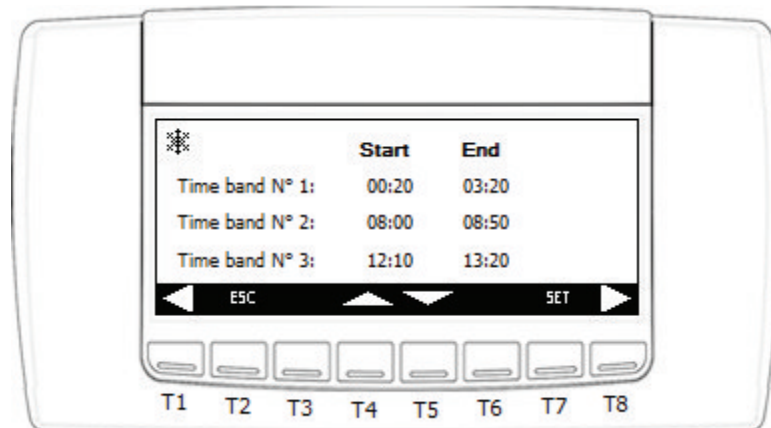 Start End
Time band N° 1: 00:20 03:20
Time band N° 2: 08:00 08:50
Time band N° 3: 12:10 13:20
ESC SET
T1 T2 T3 T4 T5 T6 T7 T8